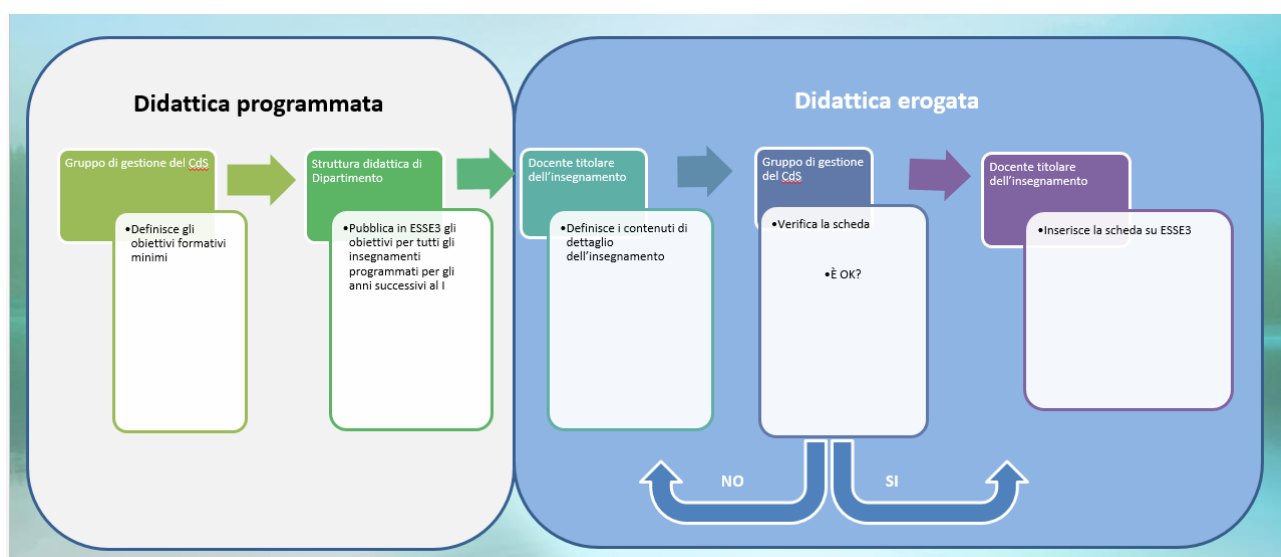 Didattica programmata
Gruppo di gestione del CdS
•Definisce gli
obiettivi formativi
minimi
Struttura didattica di
Dipartimento
•Pubblica in ESSE3 gli
obiettivi per tutti gli
insegnamenti
programmati per gli
anni successivi al I
Didattica erogata
Docente titolare
dell'insegnamento
•Definisce i contenuti di
dettaglio
dell'insegnamento
Gruppo di gestione
del CdS
•Verifica la scheda
•È OK?
Docente titolare
dell'insegnamento
•Inserisce la scheda su ESSE3
NO
SI